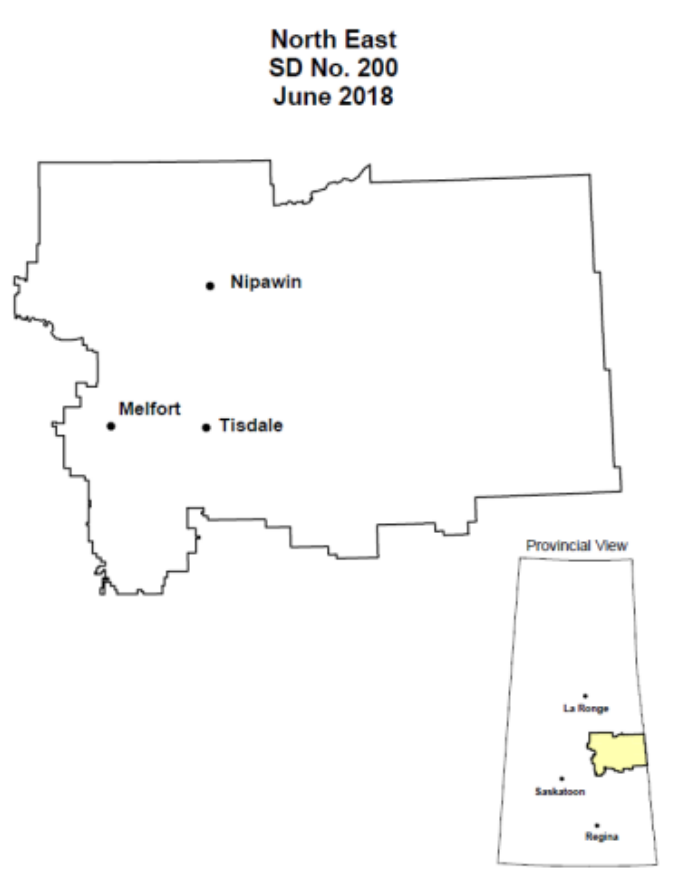 North East
SD No. 200
June 2018
Nipawin
Melfort
Tisdale
Provincial View
La Ronge
Saskatoon
Regina